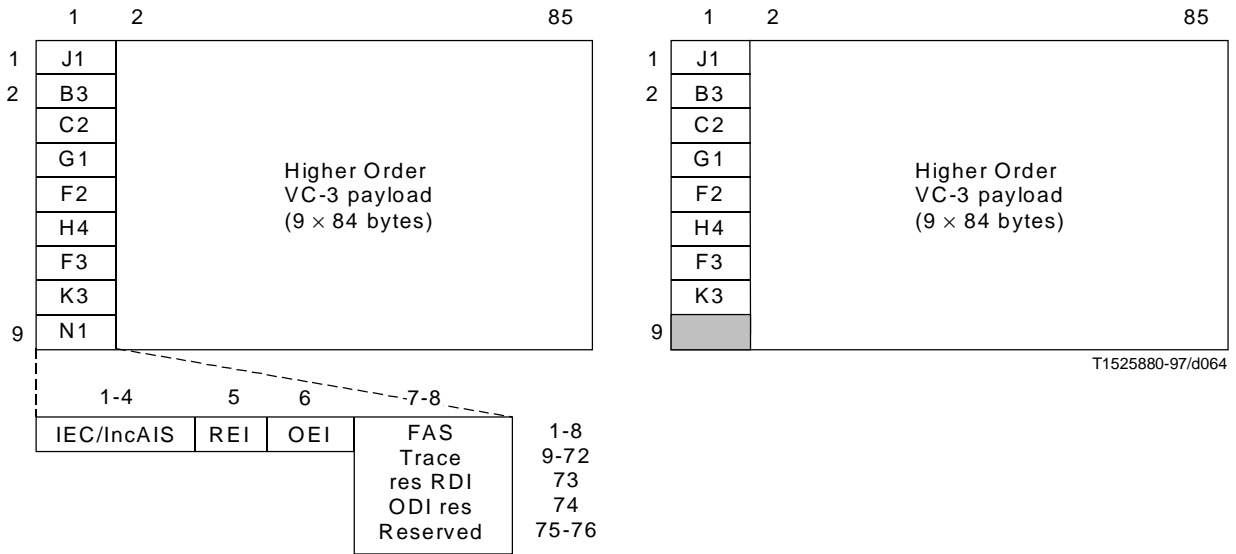 1 2 85
1 J1
2 B3
C2
G1
F2
H4
F3
K3
9 N1
Higher Order
VC-3 payload
(9 × 84 bytes)
1 2 85
1 J1
2 B3
C2
G1
F2
H4
F3
K3
9
Higher Order
VC-3 payload
(9 × 84 bytes)
T1525880-97/d064
1-4 5 6 7-8
IEC/IncAIS REI OEI FAS 1-8
Trace 9-72
res RDI 73
ODI res 74
Reserved 75-76